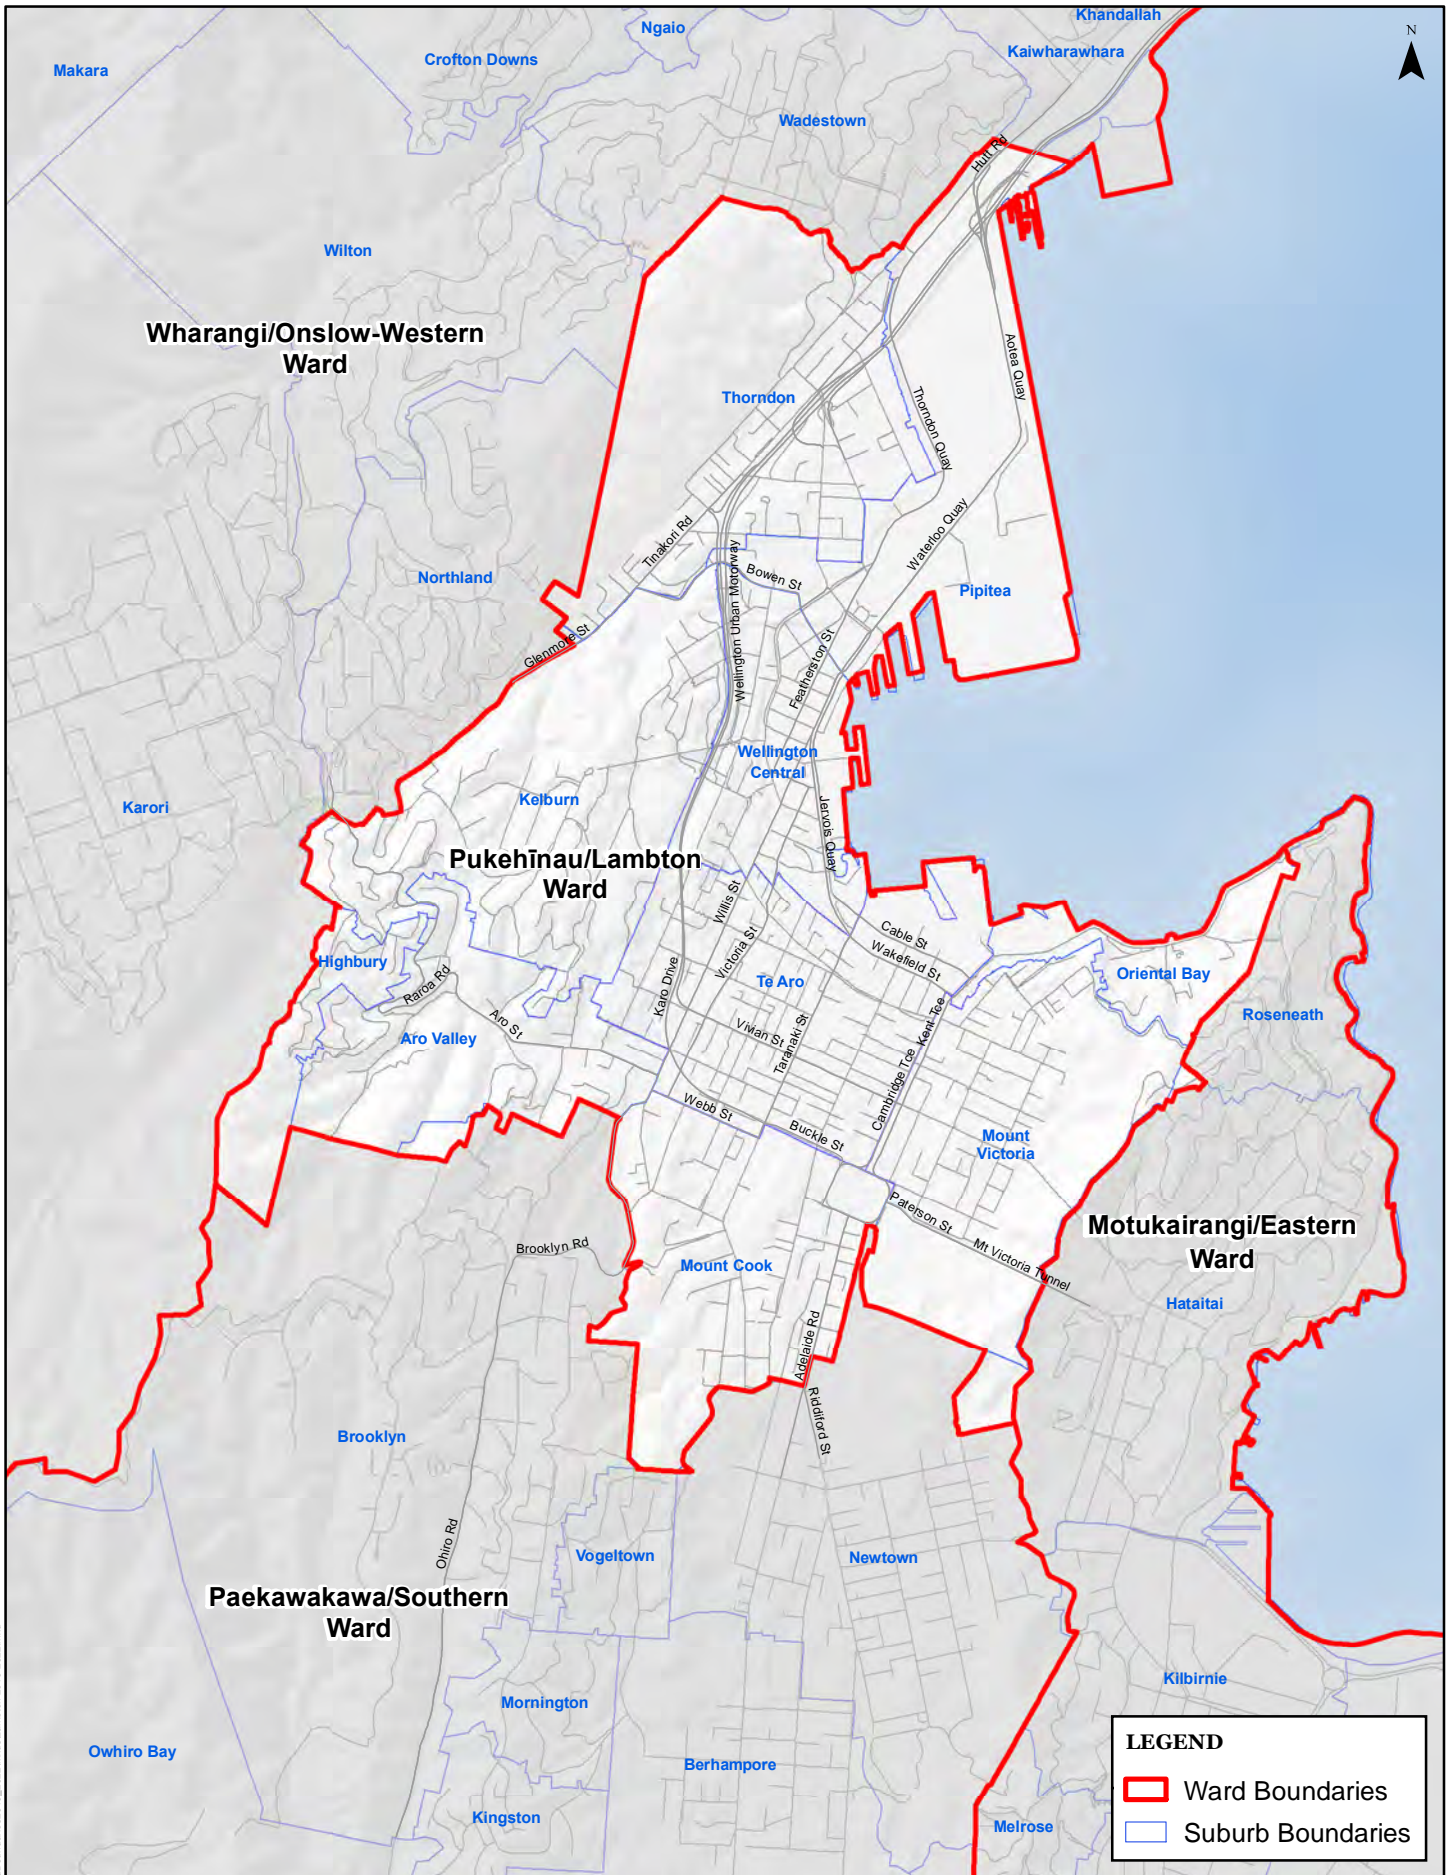 Khandallah
Ngaio
N
Kaiwharawhara
Crofton Downs
Makara
Wadestown
Hutt Rd
Wilton
Wharangi/Onslow-Western
Ward
Aotea Quay
Thorndon
Thorndon Quay
Waterloo Quay
Tinakori Rd
Wellington Urban Motorway
Bowen St
Northland
Pipitea
Glenmore St
Featherston St
Wellington
Central
Kelburn
Karori
Jervois Quay
Pukehīnau/Lambton
Ward
Willis St
Victoria St
Cable St
Wakefield St
Highbury
Raroa Rd
Karo Drive
Te Aro
Oriental Bay
Roseneath
Aro St
Aro Valley
Vivian St
Taranaki St
Kent Tce
Cambridge Tce
Webb St
Buckle St
Mount
Victoria
Paterson St
Motukairangi/Eastern
Ward
Brooklyn Rd
Mt Victoria Tunnel
Mount Cook
Hataitai
Adelaide Rd
Riddiford St
Brooklyn
Ohiro Rd
Vogeltown
Newtown
Paekawakawa/Southern
Ward
Kilbirnie
Mornington
Owhiro Bay
Berhampore
Kingston
Melrose
LEGEND
Ward Boundaries
Suburb Boundaries